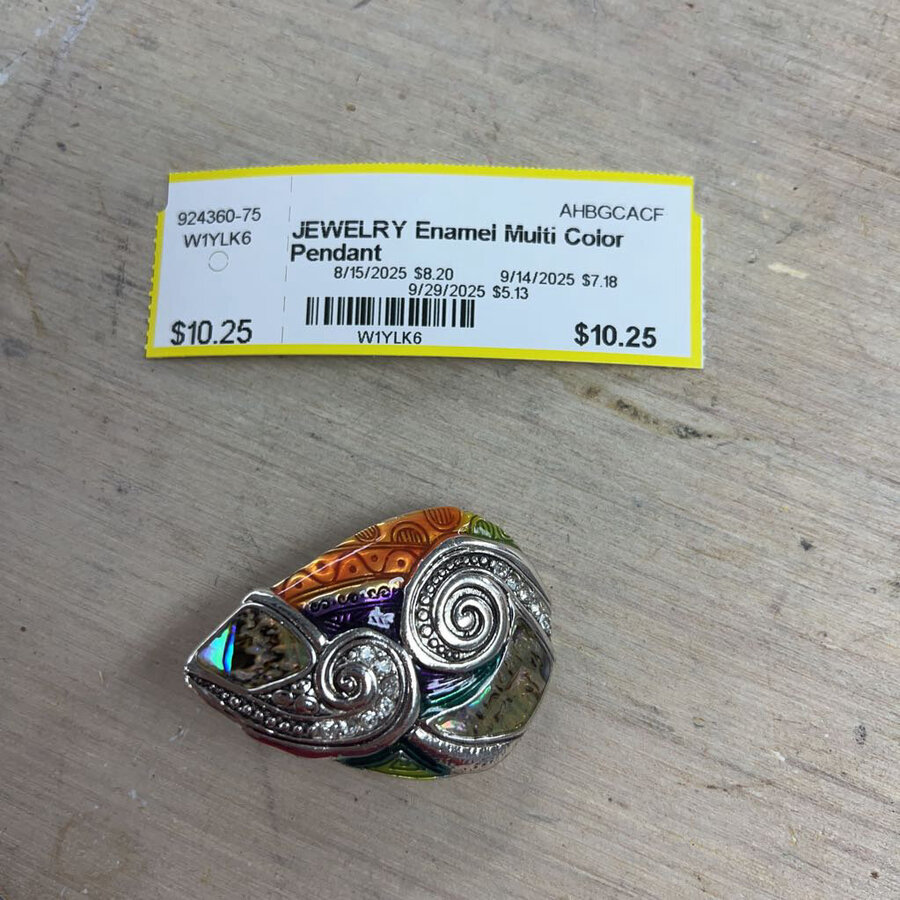 924360-75
W1YLK6
$10.25
AHBGCACF
JEWELRY Enamel Multi Color
Pendant
8/15/2025 $8.20 9/14/2025 $7.18
9/29/2025 $5.13
W1YLK6
$10.25